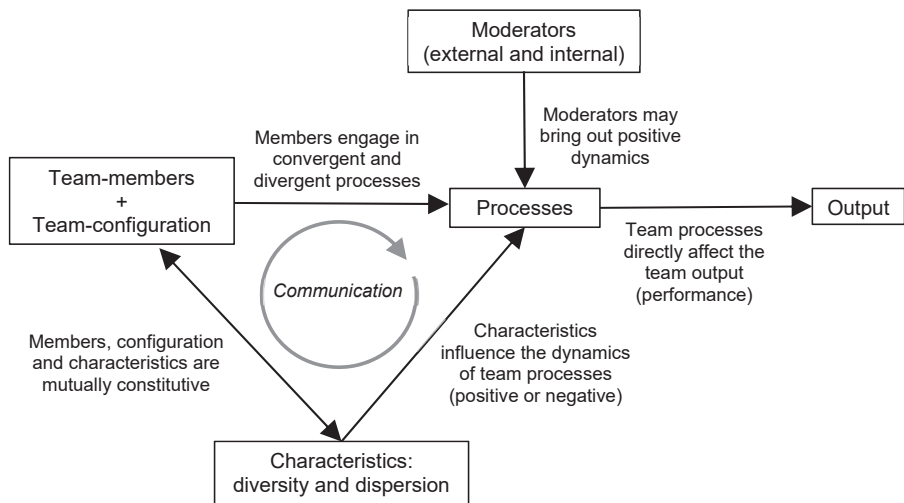 Moderators
(external and internal)
Moderators may
bring out positive
dynamics
Members engage in
convergent and
divergent processes
Team-members
+
Team-configuration
Processes
Output
Team processes
directly affect the
team output
(performance)
Communication
Members, configuration
and characteristics are
mutually constitutive
Characteristics
influence the dynamics
of team processes
(positive or negative)
Characteristics:
diversity and dispersion